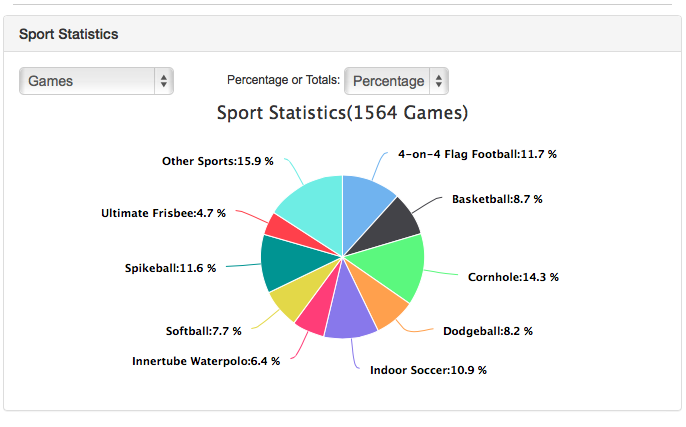 Sport Statistics
Games
Percentage or Totals: Percentage
Sport Statistics(1564 Games)
4-on-4 Flag Football:11.7 %
Other Sports:15.9 %
Basketball:8.7 %
Ultimate Frisbee:4.7 %
Spikeball:11.6 %
Cornhole:14.3 %
Softball:7.7 %
Dodgeball:8.2 %
Innertube Waterpolo:6.4 %
Indoor Soccer:10.9 %